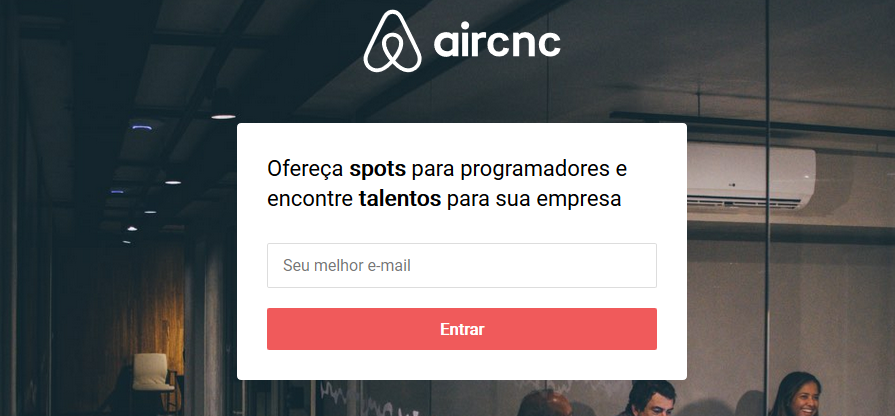 aircnc
Ofereça spots para programadores e
encontre talentos para sua empresa
Seu melhor e-mail
Entrar